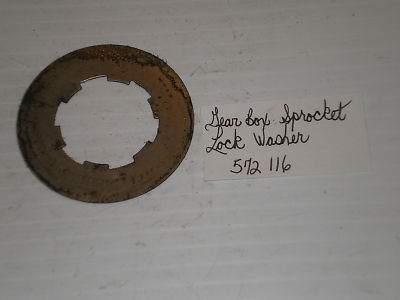 Gear box Sprocket
Lock Washer
572 116